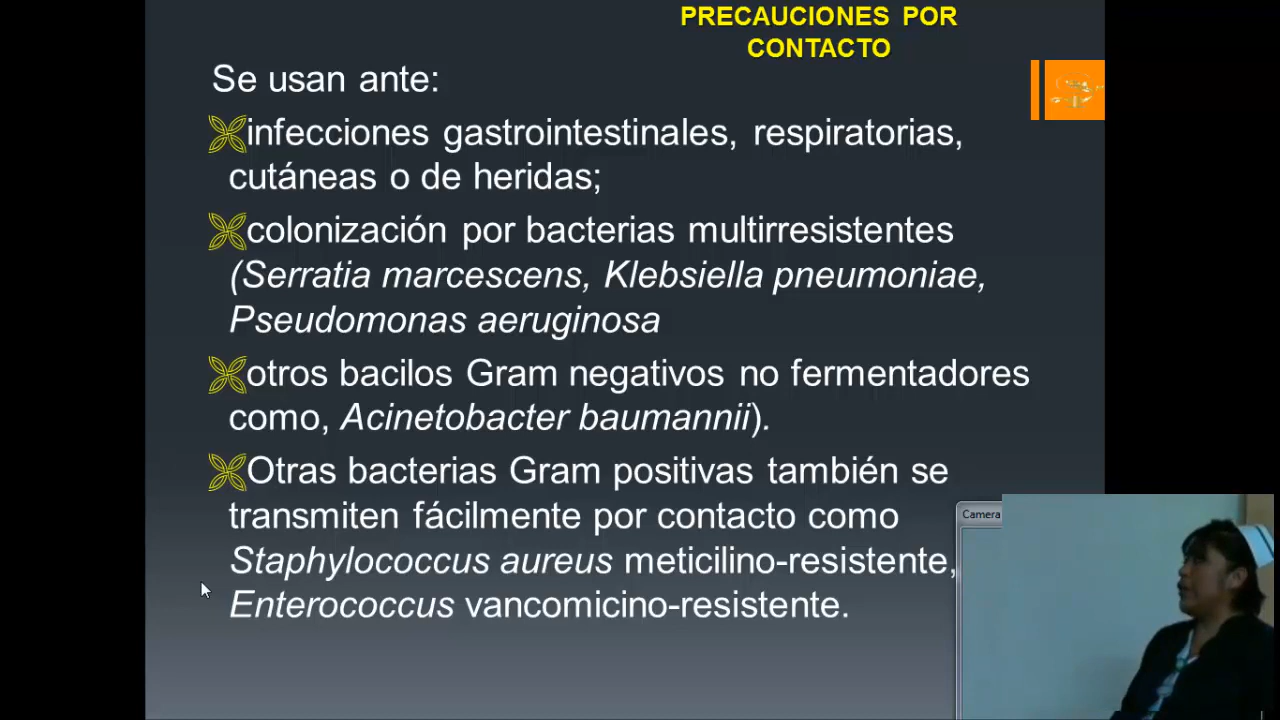 PRECAUCIONES POR
CONTACTO
Se usan ante:
infecciones gastrointestinales, respiratorias,
cutáneas o de heridas;
colonización por bacterias multirresistentes
(Serratia marcescens, Klebsiella pneumoniae,
Pseudomonas aeruginosa
otros bacilos Gram negativos no fermentadores
como, Acinetobacter baumannii).
Otras bacterias Gram positivas también se
transmiten fácilmente por contacto como
Staphylococcus aureus meticilino-resistente,
Enterococcus vancomicino-resistente.
Camera